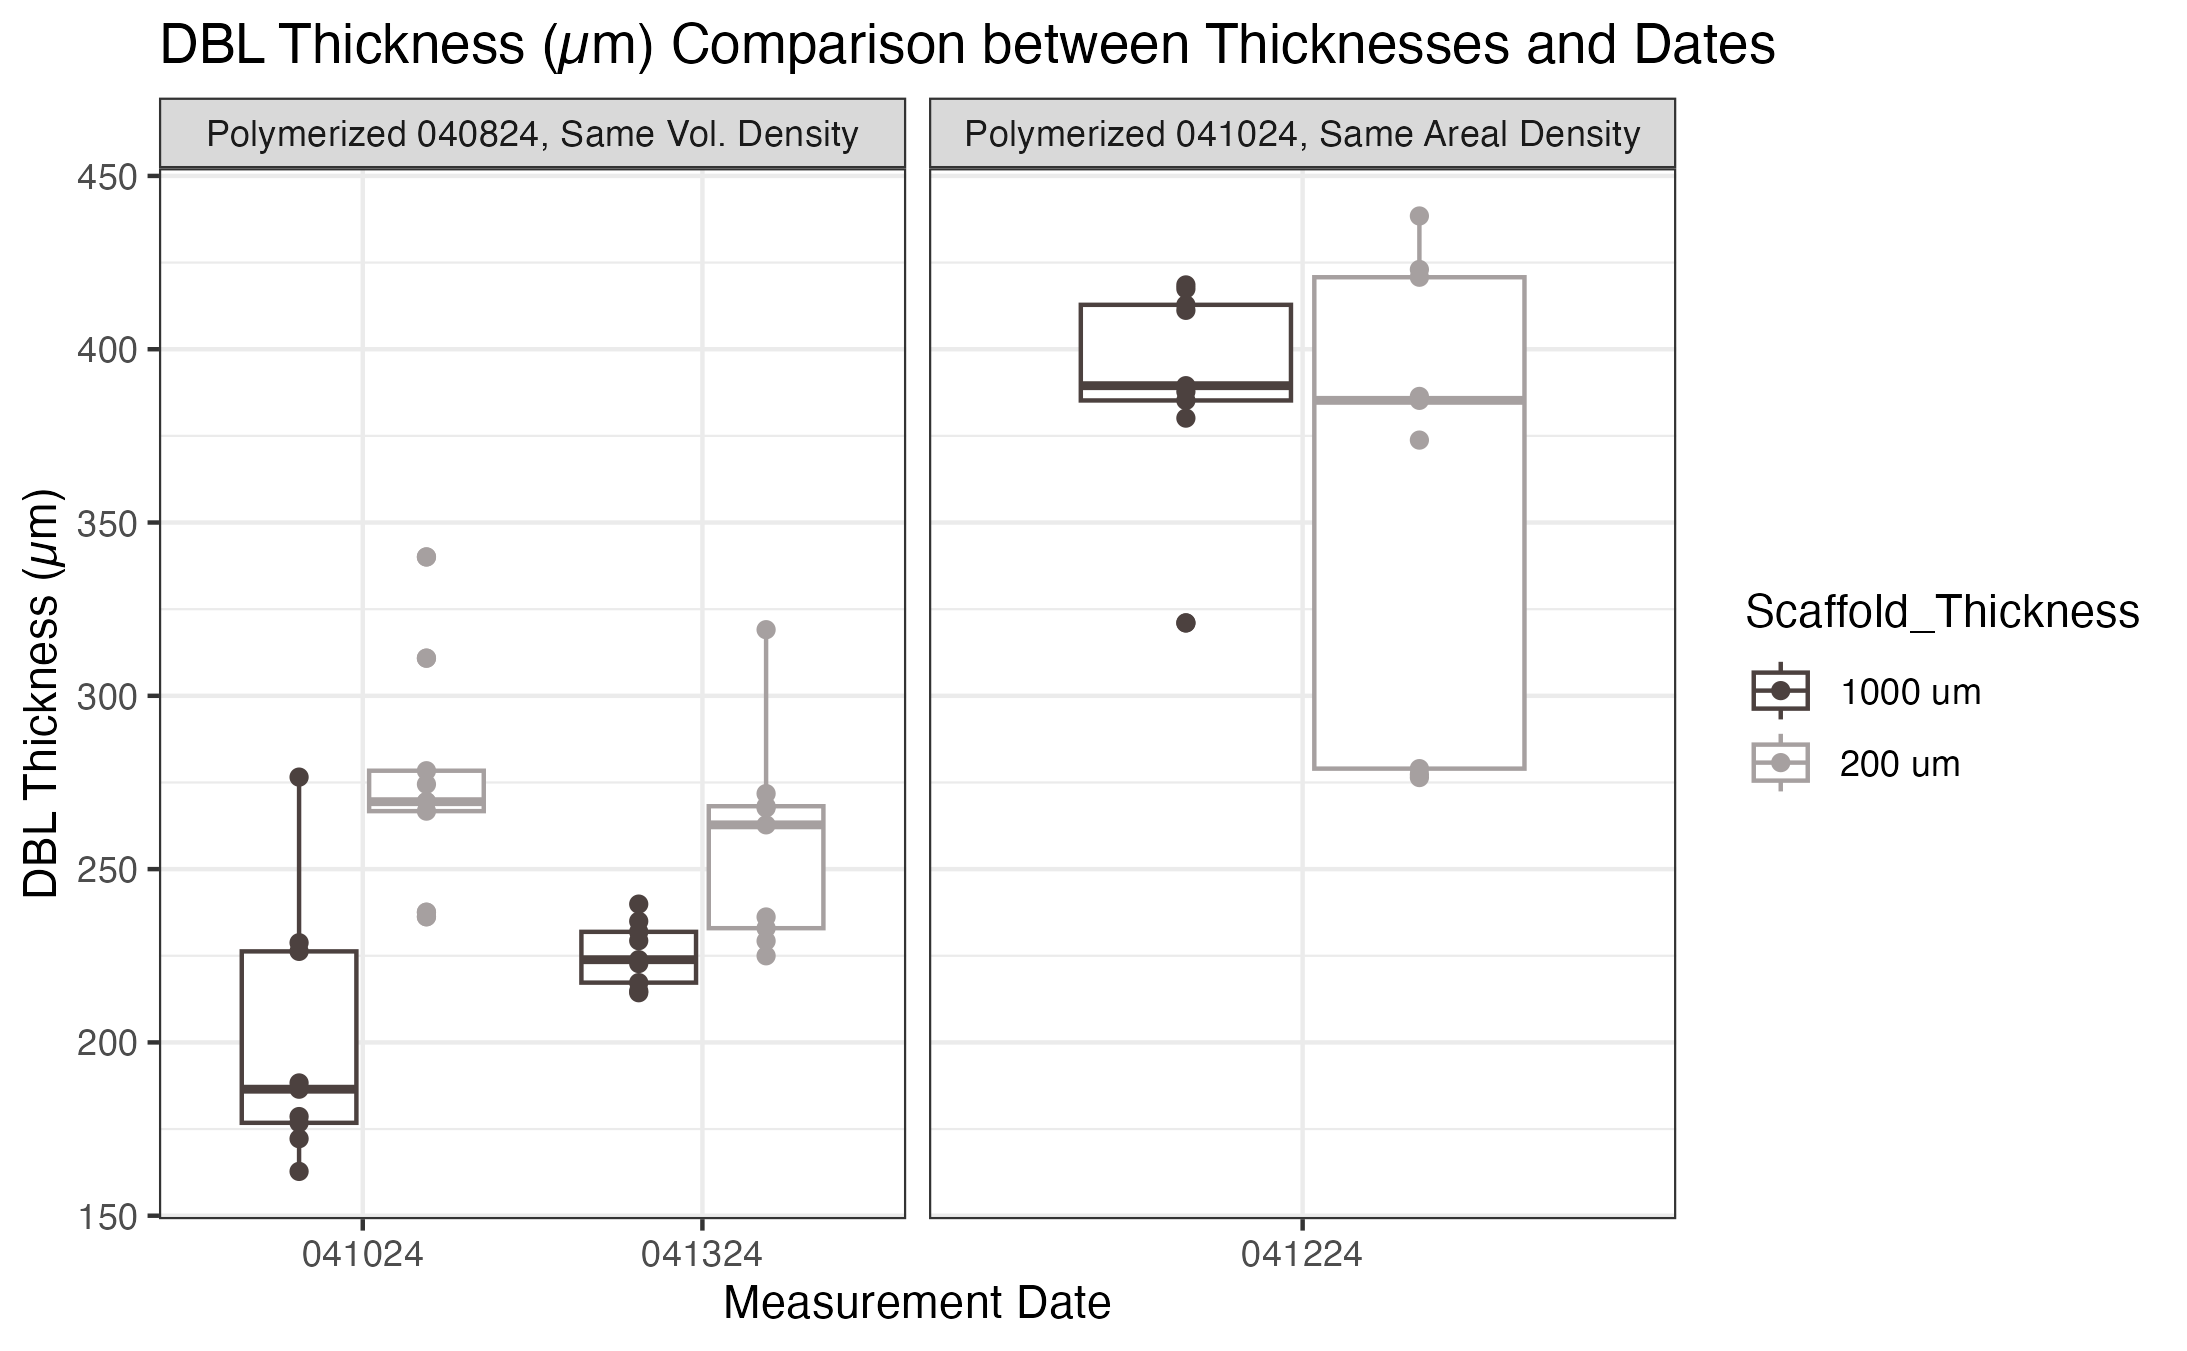 DBL Thickness (µm) Comparison between Thicknesses and Dates
Polymerized 040824, Same Vol. Density
Polymerized 041024, Same Areal Density
450
400
350
300
250
200
150
DBL Thickness (µm)
041024
041324
041224
Measurement Date
Scaffold_Thickness
1000 um
200 um